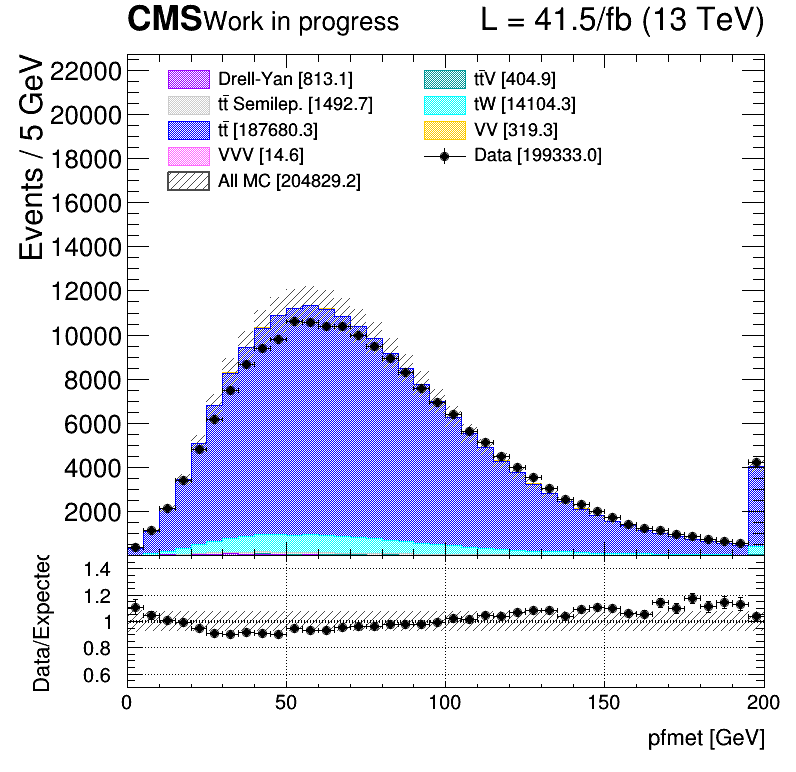 CMS Work in progress L = 41.5/fb (13 TeV)
Events / 5 GeV
22000
20000
18000
16000
14000
12000
10000
8000
6000
4000
2000
Drell-Yan [813.1]
tt̄ Semilep. [1492.7]
tt̄ [187680.3]
VVV [14.6]
All MC [204829.2]
tt̄V [404.9]
tW [14104.3]
VV [319.3]
Data [199333.0]
Data/Expected
1.4
1.2
1
0.8
0.6
0 50 100 150 200
pfmet [GeV]